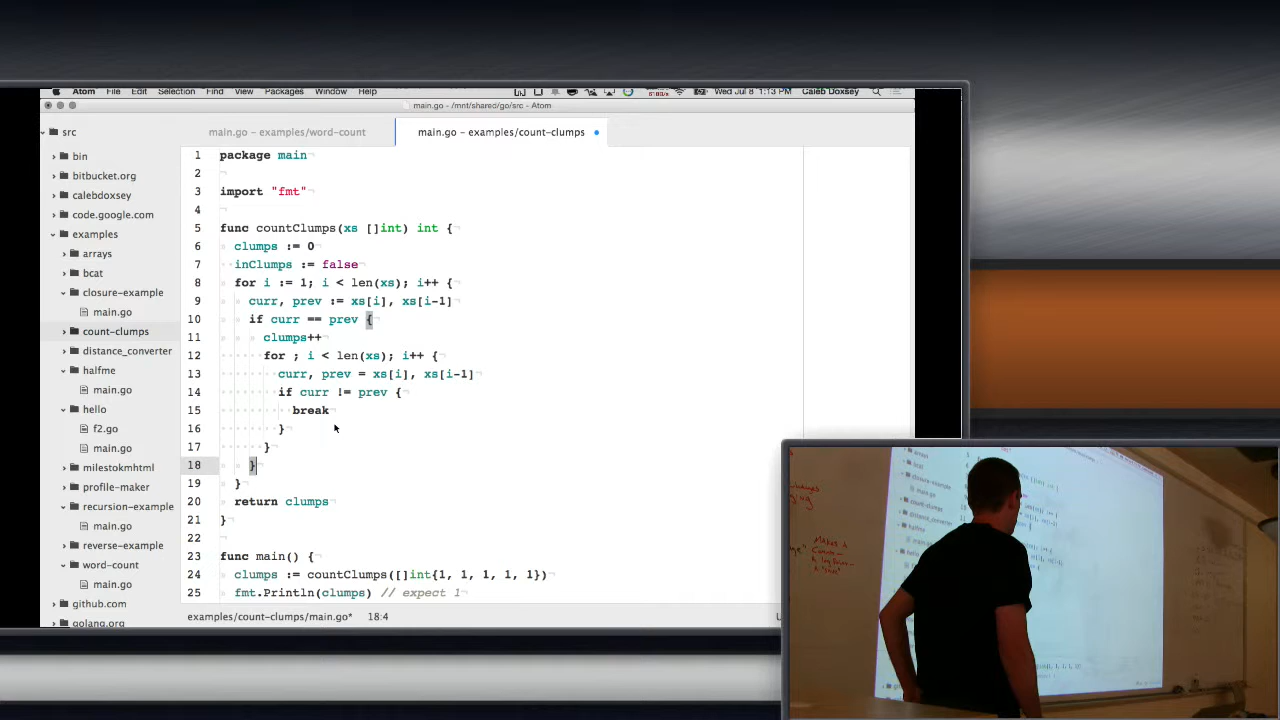 Atom File Edit Selection Find View Packages Window Help
Wed Jul 8 1:13 PM Caleb Doxsey
main.go - /mnt/shared/go/src - Atom
src
bin
bitbucket.org
calebdoxsey
code.google.com
examples
arrays
bcat
closure-example
main.go
count-clumps
distance_converter
halfme
main.go
hello
f2.go
main.go
milestokmhtml
profile-maker
recursion-example
main.go
reverse-example
word-count
main.go
github.com
golang.org
main.go - examples/word-count
main.go - examples/count-clumps
1 package main
2
3 import "fmt"
4
5 func countClumps(xs []int) int {
6 clumps := 0
7 inClumps := false
8 for i := 1; i < len(xs); i++ {
9 curr, prev := xs[i], xs[i-1]
10 if curr == prev {
11 clumps++
12 for ; i < len(xs); i++ {
13 curr, prev = xs[i], xs[i-1]
14 if curr != prev {
15 break
16 }
17 }
18 }
19 }
20 return clumps
21 }
22
23 func main() {
24 clumps := countClumps([]int{1, 1, 1, 1, 1})
25 fmt.Println(clumps) // expect 1
examples/count-clumps/main.go* 18:4